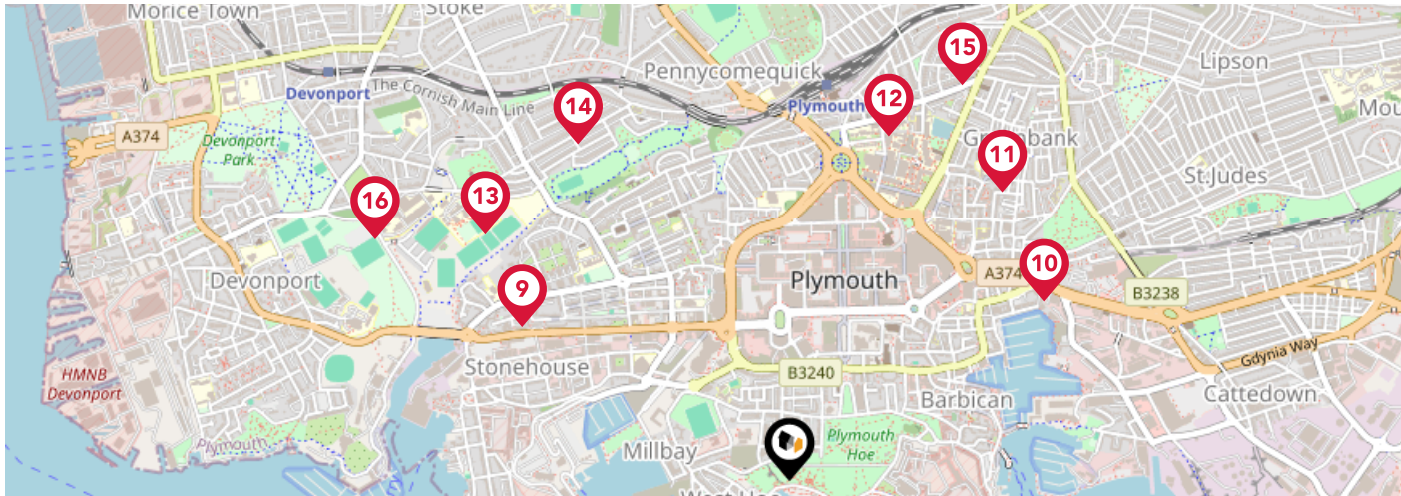 Morice Town
Stoke
15
Lipson
Pennycomequick
Devonport
The Cornish Main Line
14
Plymouth
12
A374
Devonport
Park
Greenbank
11
St.Judes
16
13
Devonport
9
Plymouth
A374
10
B3238
Gdynia Way
HMNB
Devonport
Stonehouse
B3240
Barbican
Cattedown
Plymouth
Millbay
Plymouth
Hoe